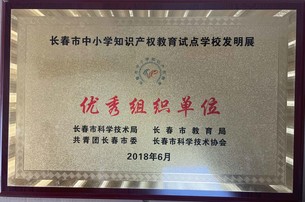 长春市中小学知识产权教育试点学校发明展
优秀组织单位
长春市科学技术局 长春市教育局
共青团长春市委 长春市科学技术协会
2018年6月